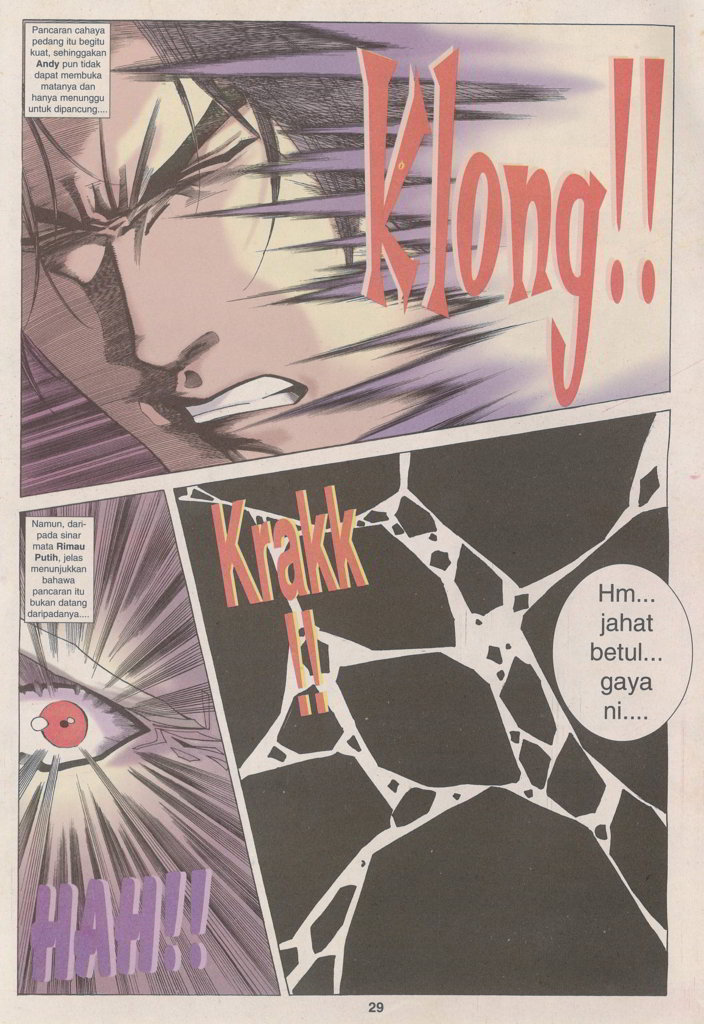 Pancaran cahaya
pedang itu begitu
kuat, sehinggakan
Andy pun tidak
dapat membuka
matanya dan
hanya menunggu
untuk dipancung....
Klong!!
Namun, dari-
pada sinar
mata Rimau
Putih, jelas
menunjukkan
bahawa
pancaran itu
bukan datang
daripadanya....
HAH!!
Krakk
!!
Hm...
jahat
betul...
gaya
ni....
29